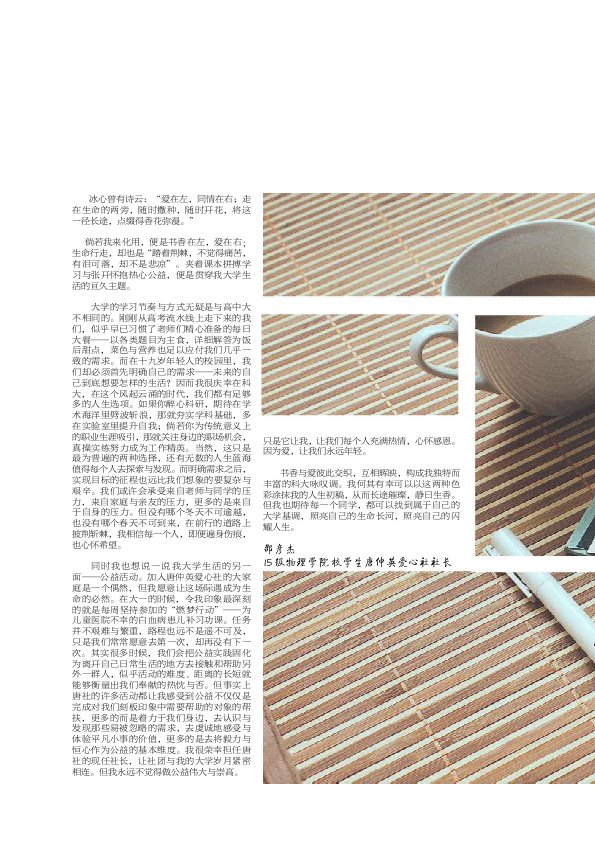 冰心曾有诗云：“爱在左，同情在右；走
在生命的两旁，随时撒种，随时开花，将这
一径长途，点缀得香花弥漫。”
倘若我来化用，便是书香在左，爱在右；
生命行走，却也是“踏着荆棘，不觉得痛苦，
有泪可落，却不是悲凉”。夹着课本拼搏学
习与张开怀抱热心公益，便是贯穿我大学生
活的亘久主题。
大学的学习节奏与方式无疑是与高中大
不相同的。刚刚从高考流水线上走下来的我
们，似乎早已习惯了老师们精心准备的每日
大餐——以各类题目为主食，详细解答为饭
后甜点，菜色与营养也足以应付我们几乎一
致的需求。而在十九岁年轻人的校园里，我
们却必须首先明确自己的需求——未来的自
己到底想要怎样的生活？因而我很庆幸在科
大，在这个风起云涌的时代，我们都有足够
多的人生选项。如果你醉心科研，期待在学
术海洋里劈波斩浪，那就夯实学科基础，多
在实验室里提升自我；倘若你为传统意义上
的职业生涯吸引，那就关注身边的职场机会，
真操实练努力成为工作精英。当然，这只是
最为普遍的两种选择，还有无数的人生蓝海
值得每个人去探索与发现。而明确需求之后，
实现目标的征程也远比我们想象的要复杂与
艰辛。我们或许会承受来自老师与同学的压
力，来自家庭与亲友的压力，更多的是来自
于自身的压力。但没有哪个冬天不可逾越，
也没有哪个春天不可到来，在前行的道路上
披荆斩棘，我相信每一个人，即便遍身伤痕，
也心怀希望。
同时我也想说一说我大学生活的另一
面——公益活动。加入唐仲英爱心社的大家
庭是一个偶然，但我愿意让这场际遇成为生
命的必然。在大一的时候，令我印象最深刻
的就是每周坚持参加的“燃梦行动”——为
儿童医院不幸的白血病患儿补习功课。任务
并不艰难与繁重，路程也远不是遥不可及，
只是我们常常愿意去第一次，却再没有下一
次。其实很多时候，我们会把公益实践固化
为离开自己日常生活的地方去接触和帮助另
外一群人，似乎活动的难度、距离的长短就
能够衡量出我们奉献的热忱与否。但事实上
唐社的许多活动都让我感受到公益不仅仅是
完成对我们刻板印象中需要帮助的对象的帮
扶，更多的而是着力于我们身边，去认识与
发现那些易被忽略的需求，去虔诚地感受与
体验平凡小事的价值，更多的是去将毅力与
恒心作为公益的基本维度。我很荣幸担任唐
社的现任社长，让社团与我的大学岁月紧密
相连。但我永远不觉得做公益伟大与崇高。
只是它让我，让我们每个人充满热情，心怀感恩。
因为爱，让我们永远年轻。
书香与爱彼此交织，互相辉映，构成我独特而
丰富的科大咏叹调。我何其有幸可以以这两种色
彩涂抹我的人生初稿，从而长途璀璨，静日生香。
但我也期待每一个同学，都可以找到属于自己的
大学基调，照亮自己的生命长河，照亮自己的闪
耀人生。
郭彦杰
15级物理学院校学生唐仲英爱心社社长